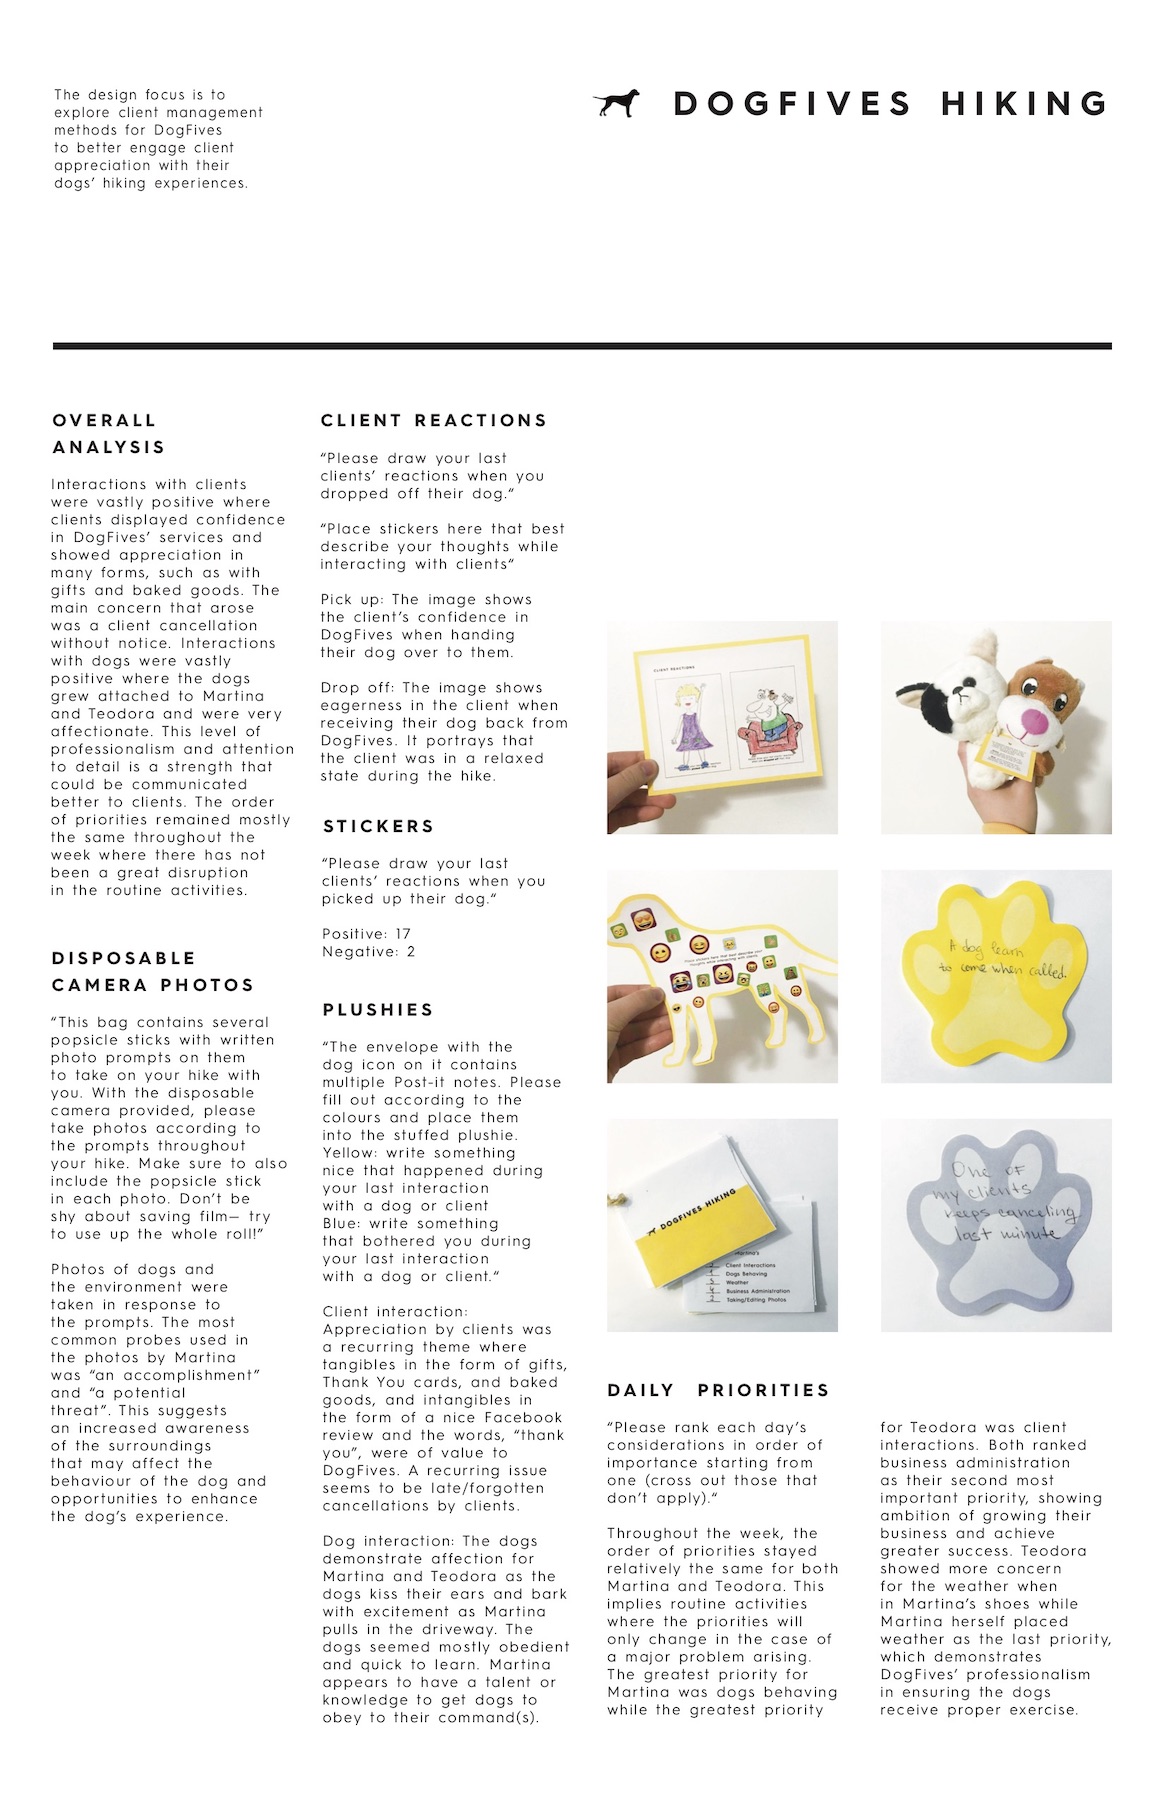 The design focus is to
explore client management
methods for DogFives
to better engage client
appreciation with their
dogs' hiking experiences.
DOGFIVES HIKING
OVERALL
ANALYSIS
Interactions with clients
were vastly positive where
clients displayed confidence
in DogFives' services and
showed appreciation in
many forms, such as with
gifts and baked goods. The
main concern that arose
was a client cancellation
without notice. Interactions
with dogs were vastly
positive where the dogs
grew attached to Martina
and Teodora and were very
affectionate. This level of
professionalism and attention
to detail is a strength that
could be communicated
better to clients. The order
of priorities remained mostly
the same throughout the
week where there has not
been a great disruption
in the routine activities.
DISPOSABLE
CAMERA PHOTOS
"This bag contains several
popsicle sticks with written
photo prompts on them
to take on your hike with
you. With the disposable
camera provided, please
take photos according to
the prompts throughout
your hike. Make sure to also
include the popsicle stick
in each photo. Don't be
shy about saving film– try
to use up the whole roll!"
Photos of dogs and
the environment were
taken in response to
the prompts. The most
common probes used in
the photos by Martina
was "an accomplishment"
and "a potential
threat". This suggests
an increased awareness
of the surroundings
that may affect the
behaviour of the dog and
opportunities to enhance
the dog's experience.
CLIENT REACTIONS
"Please draw your last
clients' reactions when you
dropped off their dog."
"Place stickers here that best
describe your thoughts while
interacting with clients"
Pick up: The image shows
the client's confidence in
DogFives when handing
their dog over to them.
Drop off: The image shows
eagerness in the client when
receiving their dog back from
DogFives. It portrays that
the client was in a relaxed
state during the hike.
STICKERS
"Please draw your last
clients' reactions when you
picked up their dog."
Positive: 17
Negative: 2
PLUSHIES
"The envelope with the
dog icon on it contains
multiple Post-it notes. Please
fill out according to the
colours and place them
into the stuffed plushie.
Yellow: write something
nice that happened during
your last interaction
with a dog or client
Blue: write something
that bothered you during
your last interaction
with a dog or client."
Client interaction:
Appreciation by clients was
a recurring theme where
tangibles in the form of gifts,
Thank You cards, and baked
goods, and intangibles in
the form of a nice Facebook
review and the words, "thank
you", were of value to
DogFives. A recurring issue
seems to be late/forgotten
cancellations by clients.
Dog interaction: The dogs
demonstrate affection for
Martina and Teodora as the
dogs kiss their ears and bark
with excitement as Martina
pulls in the driveway. The
dogs seemed mostly obedient
and quick to learn. Martina
appears to have a talent or
knowledge to get dogs to
obey to their command(s).
CLIENT REACTIONS
A dog learn
to come when called.
DOGFIVES HIKING
Martina's
Client Interactions
Dogs Behaving
Weather
Business Administration
Taking/Editing Photos
One of
my clients
keeps canceling
last minute
DAILY PRIORITIES
"Please rank each day's
considerations in order of
importance starting from
one (cross out those that
don't apply)."
Throughout the week, the
order of priorities stayed
relatively the same for both
Martina and Teodora. This
implies routine activities
where the priorities will
only change in the case of
a major problem arising.
The greatest priority for
Martina was dogs behaving
while the greatest priority
for Teodora was client
interactions. Both ranked
business administration
as their second most
important priority, showing
ambition of growing their
business and achieve
greater success. Teodora
showed more concern
for the weather when
in Martina's shoes while
Martina herself placed
weather as the last priority,
which demonstrates
DogFives' professionalism
in ensuring the dogs
receive proper exercise.